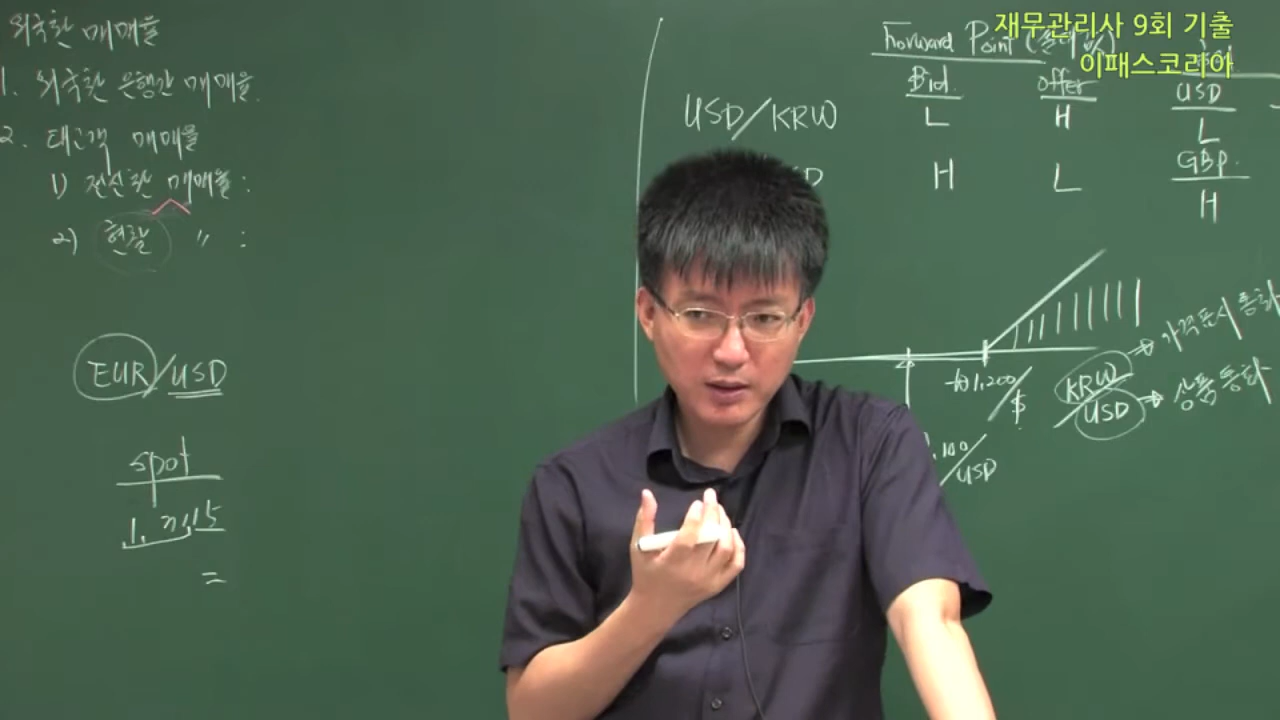 외국환 매매율
1. 외국환 은행간 매매율
2. 대고객 매매율
1) 전신환 매매율 :
2) 현찰 〃 :
EUR/USD
spot
=
재무관리사 9회 기출
이패스코리아
Forward Point
Bid. Offer USD
USD/KRW L H L
GBP.
H L H
1,200/$
KRW/USD
가격표시통화
상품통화
100/USD